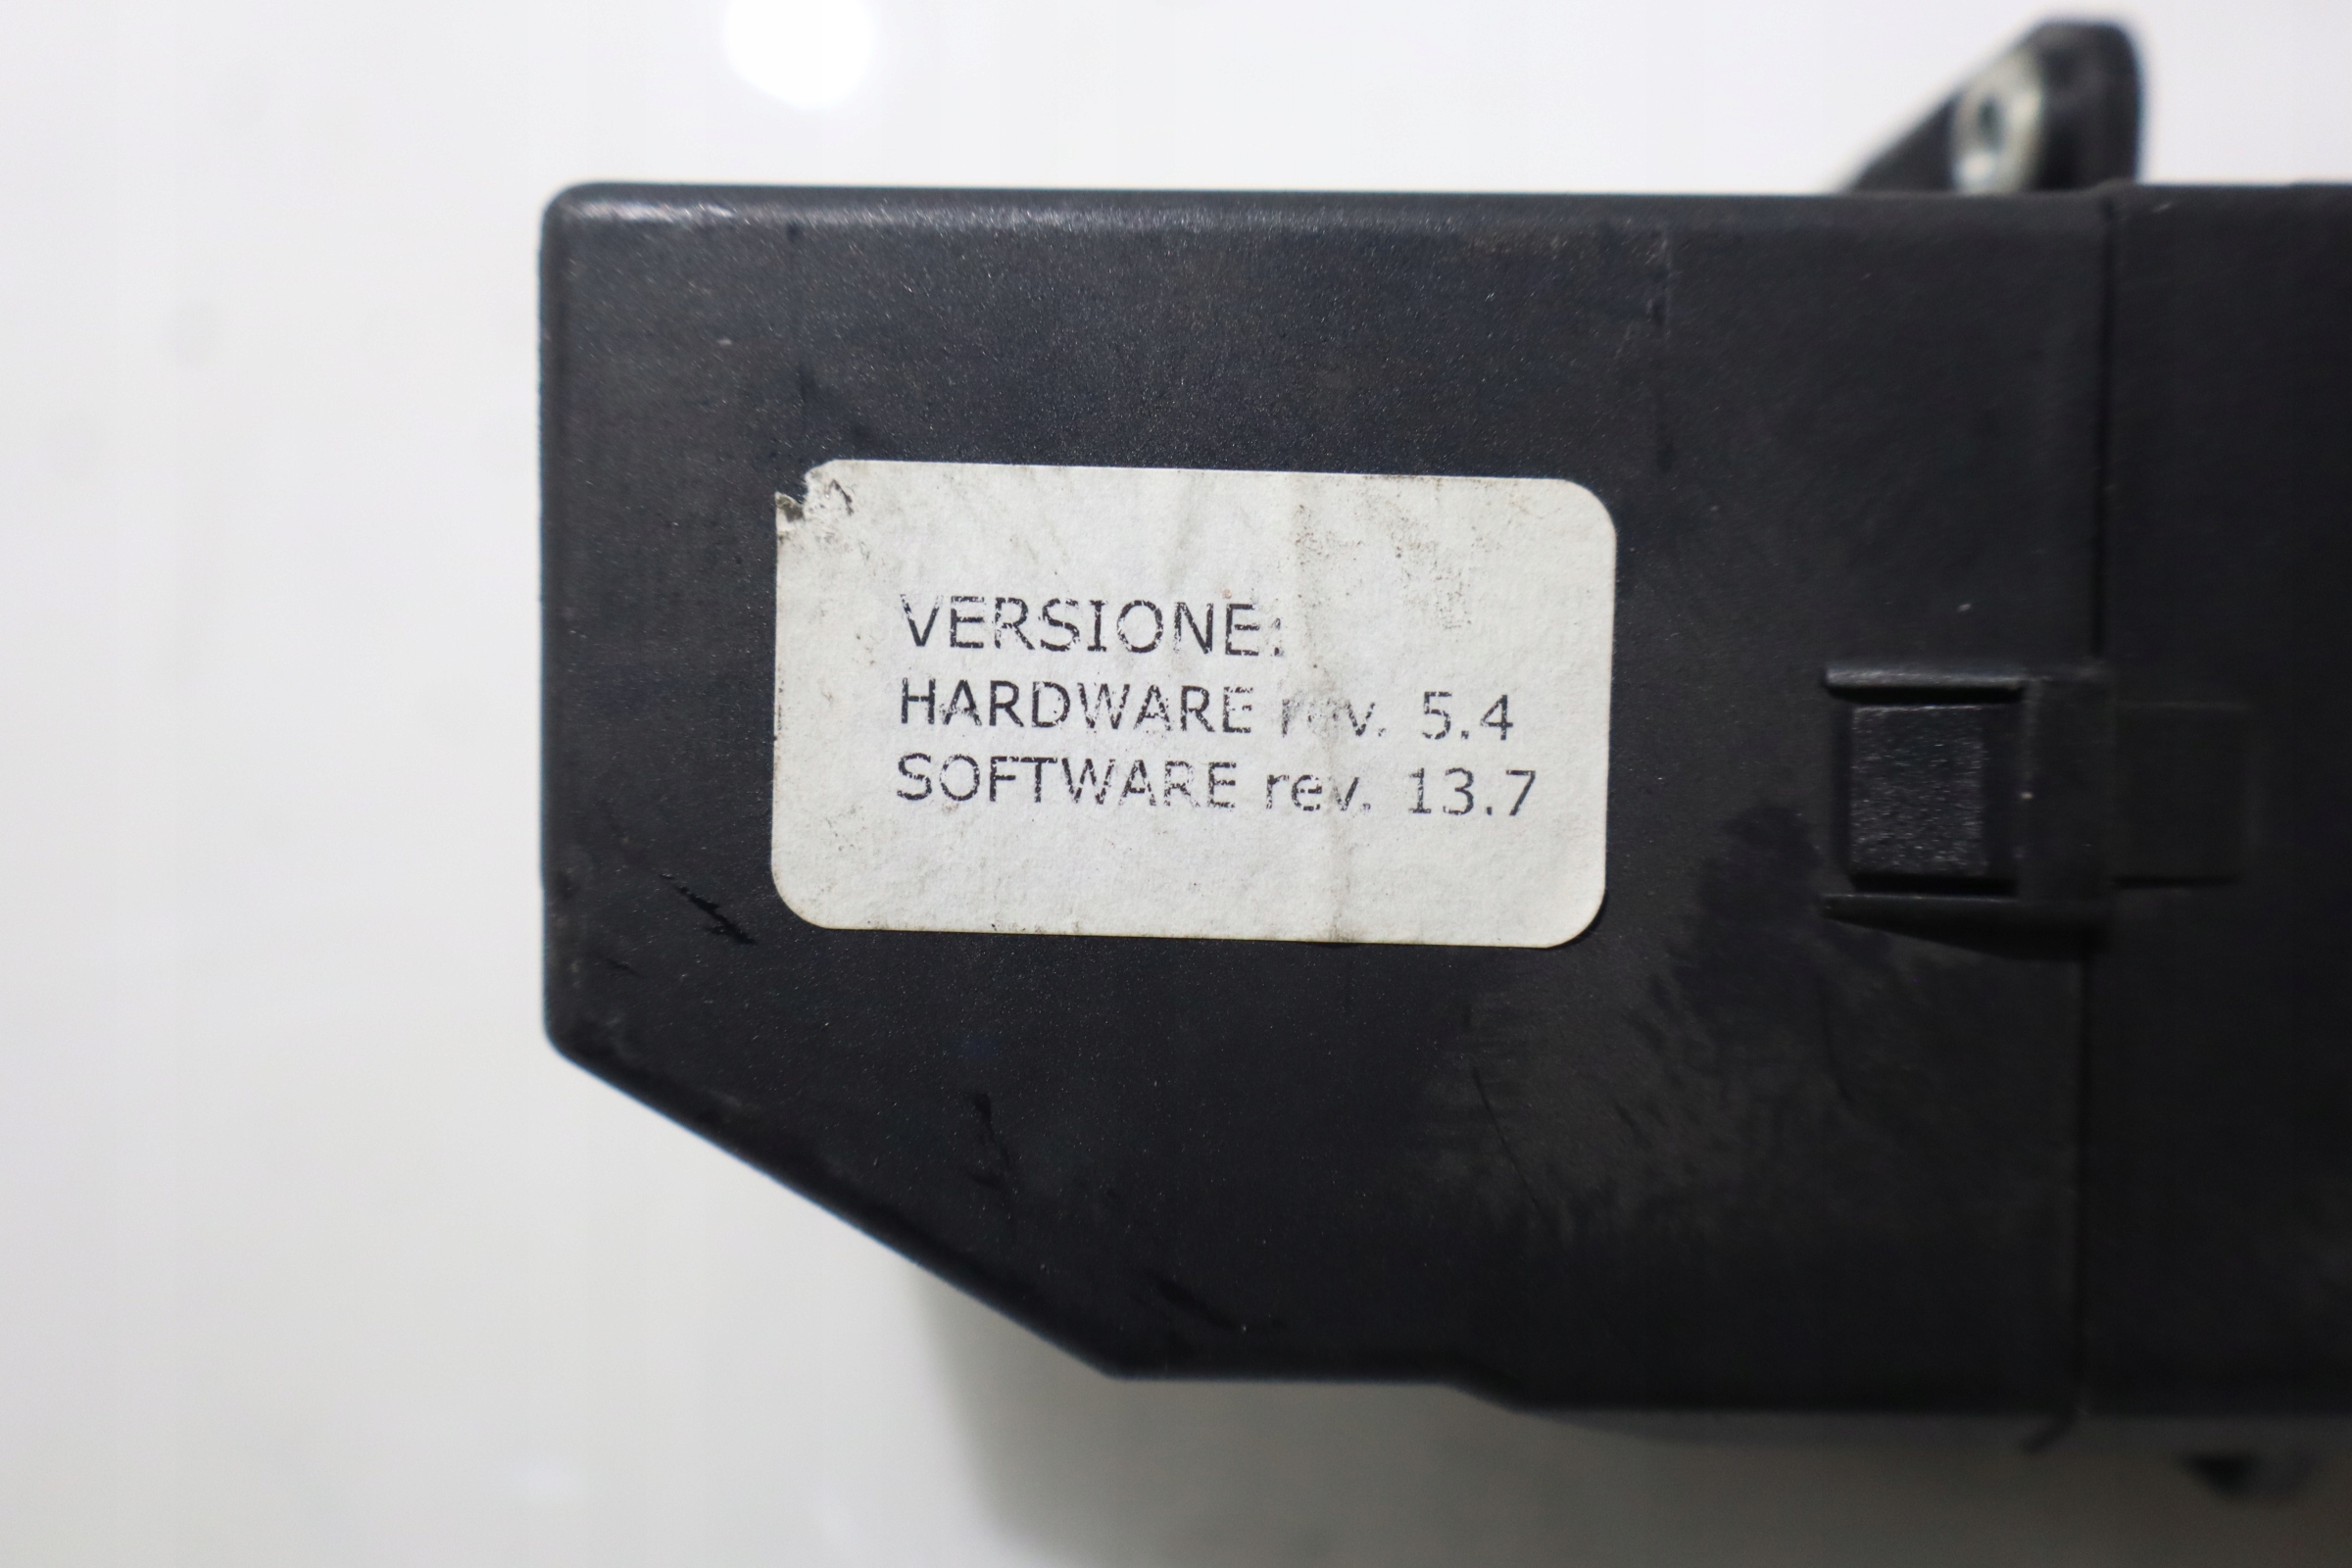 VERSIONE:
HARDWARE rev. 5.4
SOFTWARE rev. 13.7